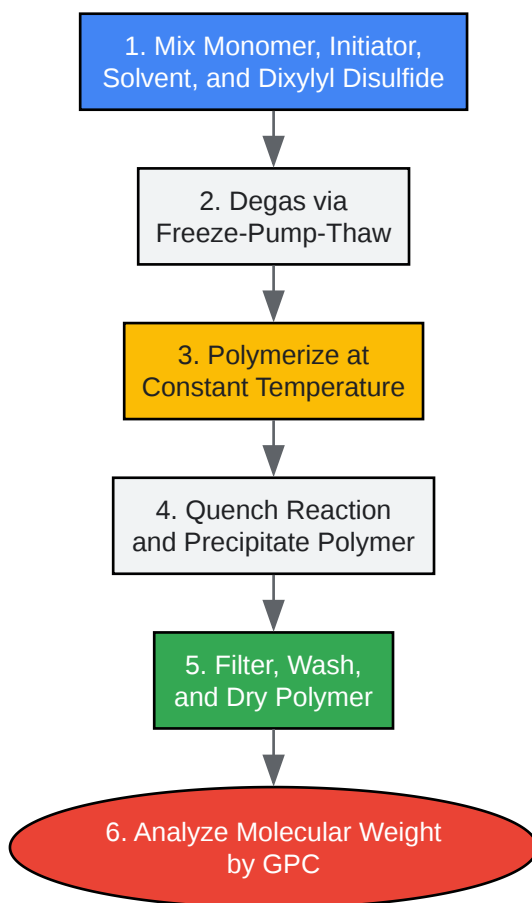 1. Mix Monomer, Initiator,
Solvent, and Dixylyl Disulfide
2. Degas via
Freeze-Pump-Thaw
3. Polymerize at
Constant Temperature
4. Quench Reaction
and Precipitate Polymer
5. Filter, Wash,
and Dry Polymer
6. Analyze Molecular Weight
by GPC